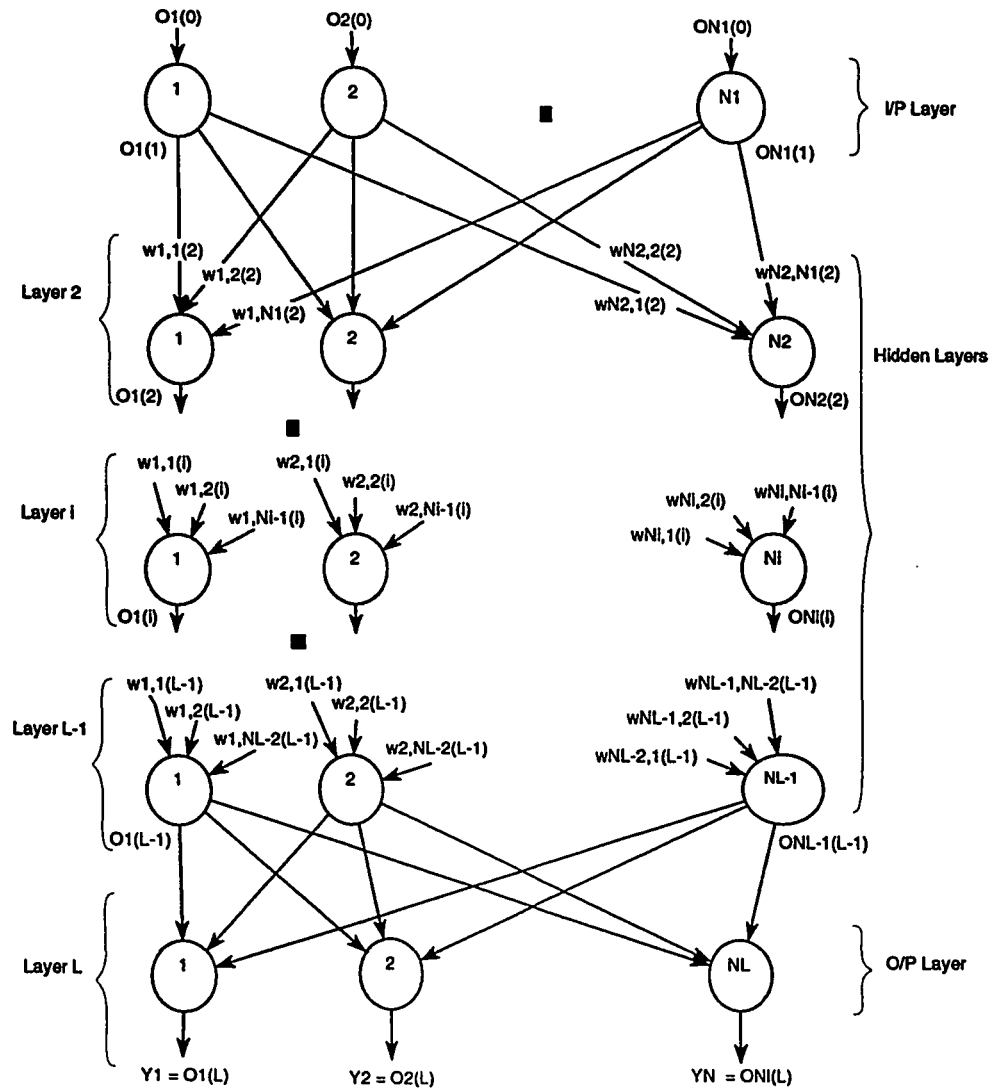 O1(0)
O2(0)
ON1(0)
1
2
N1
I/P Layer
O1(1)
ON1(1)
w1,1(2)
w1,2(2)
wN2,2(2)
wN2,N1(2)
Layer 2
w1,N1(2)
wN2,1(2)
1
2
N2
Hidden Layers
O1(2)
ON2(2)
w1,1(i)
w2,1(i)
w1,2(i)
w2,2(i)
wNi,2(i)
wNi,Ni-1(i)
Layer i
w1,Ni-1(i)
w2,Ni-1(i)
wNi,1(i)
1
2
Ni
O1(i)
ONi(i)
w1,1(L-1)
w2,1(L-1)
wNL-1,NL-2(L-1)
w1,2(L-1)
w2,2(L-1)
wNL-1,2(L-1)
Layer L-1
w1,NL-2(L-1)
w2,NL-2(L-1)
wNL-2,1(L-1)
1
2
NL-1
O1(L-1)
ONL-1(L-1)
Layer L
1
2
NL
O/P Layer
Y1 = O1(L)
Y2 = O2(L)
YN = ONl(L)